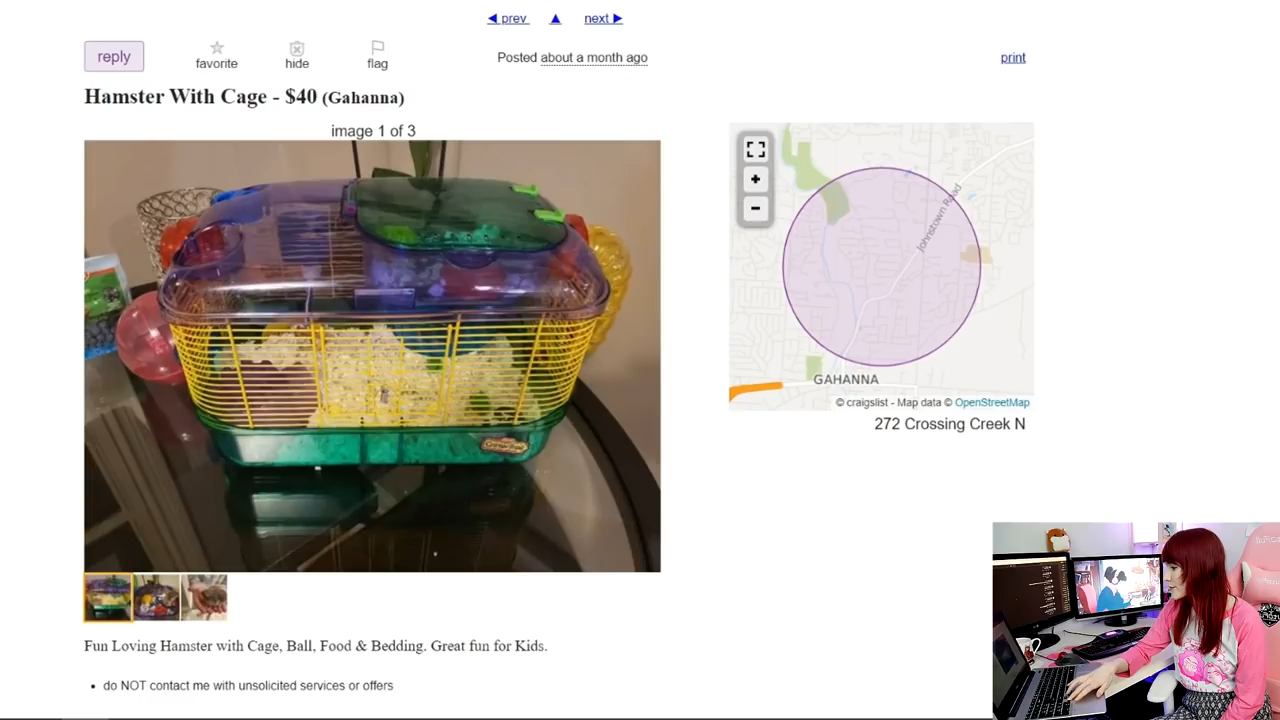 ◀ prev ▲ next ▶
reply
favorite
hide
flag
Posted about a month ago
print
Hamster With Cage - $40 (Gahanna)
image 1 of 3
+
-
Johnstown Road
GAHANNA
© craigslist - Map data © OpenStreetMap
272 Crossing Creek N
Fun Loving Hamster with Cage, Ball, Food & Bedding. Great fun for Kids.
• do NOT contact me with unsolicited services or offers